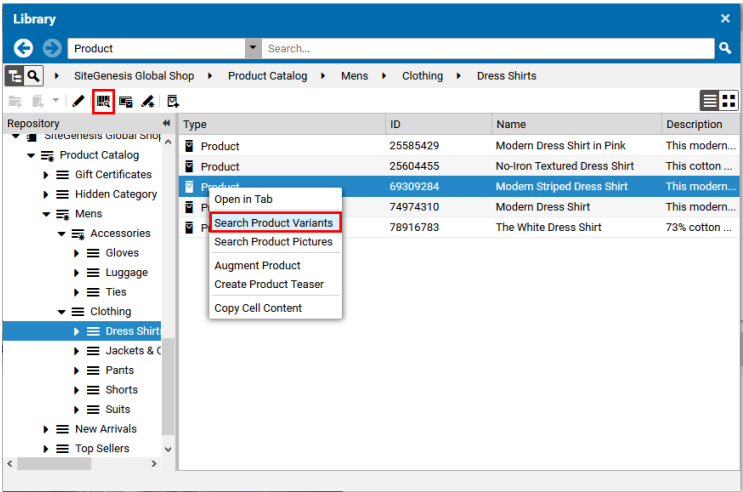 Library
Product
Search...
SiteGenesis Global Shop
Product Catalog
Mens
Clothing
Dress Shirts
Repository
Type
ID
Name
Description
SiteGenesis Global Shop
Product Catalog
Gift Certificates
Hidden Category
Mens
Accessories
Gloves
Luggage
Ties
Clothing
Dress Shirts
Jackets & C
Pants
Shorts
Suits
New Arrivals
Top Sellers
Product 25585429 Modern Dress Shirt in Pink This modern...
Product 25604455 No-Iron Textured Dress Shirt This cotton ...
Product 69309284 Modern Striped Dress Shirt This modern...
P 74974310 Modern Dress Shirt This modern...
P 78916783 The White Dress Shirt 73% cotton ...
Open in Tab
Search Product Variants
Search Product Pictures
Augment Product
Create Product Teaser
Copy Cell Content